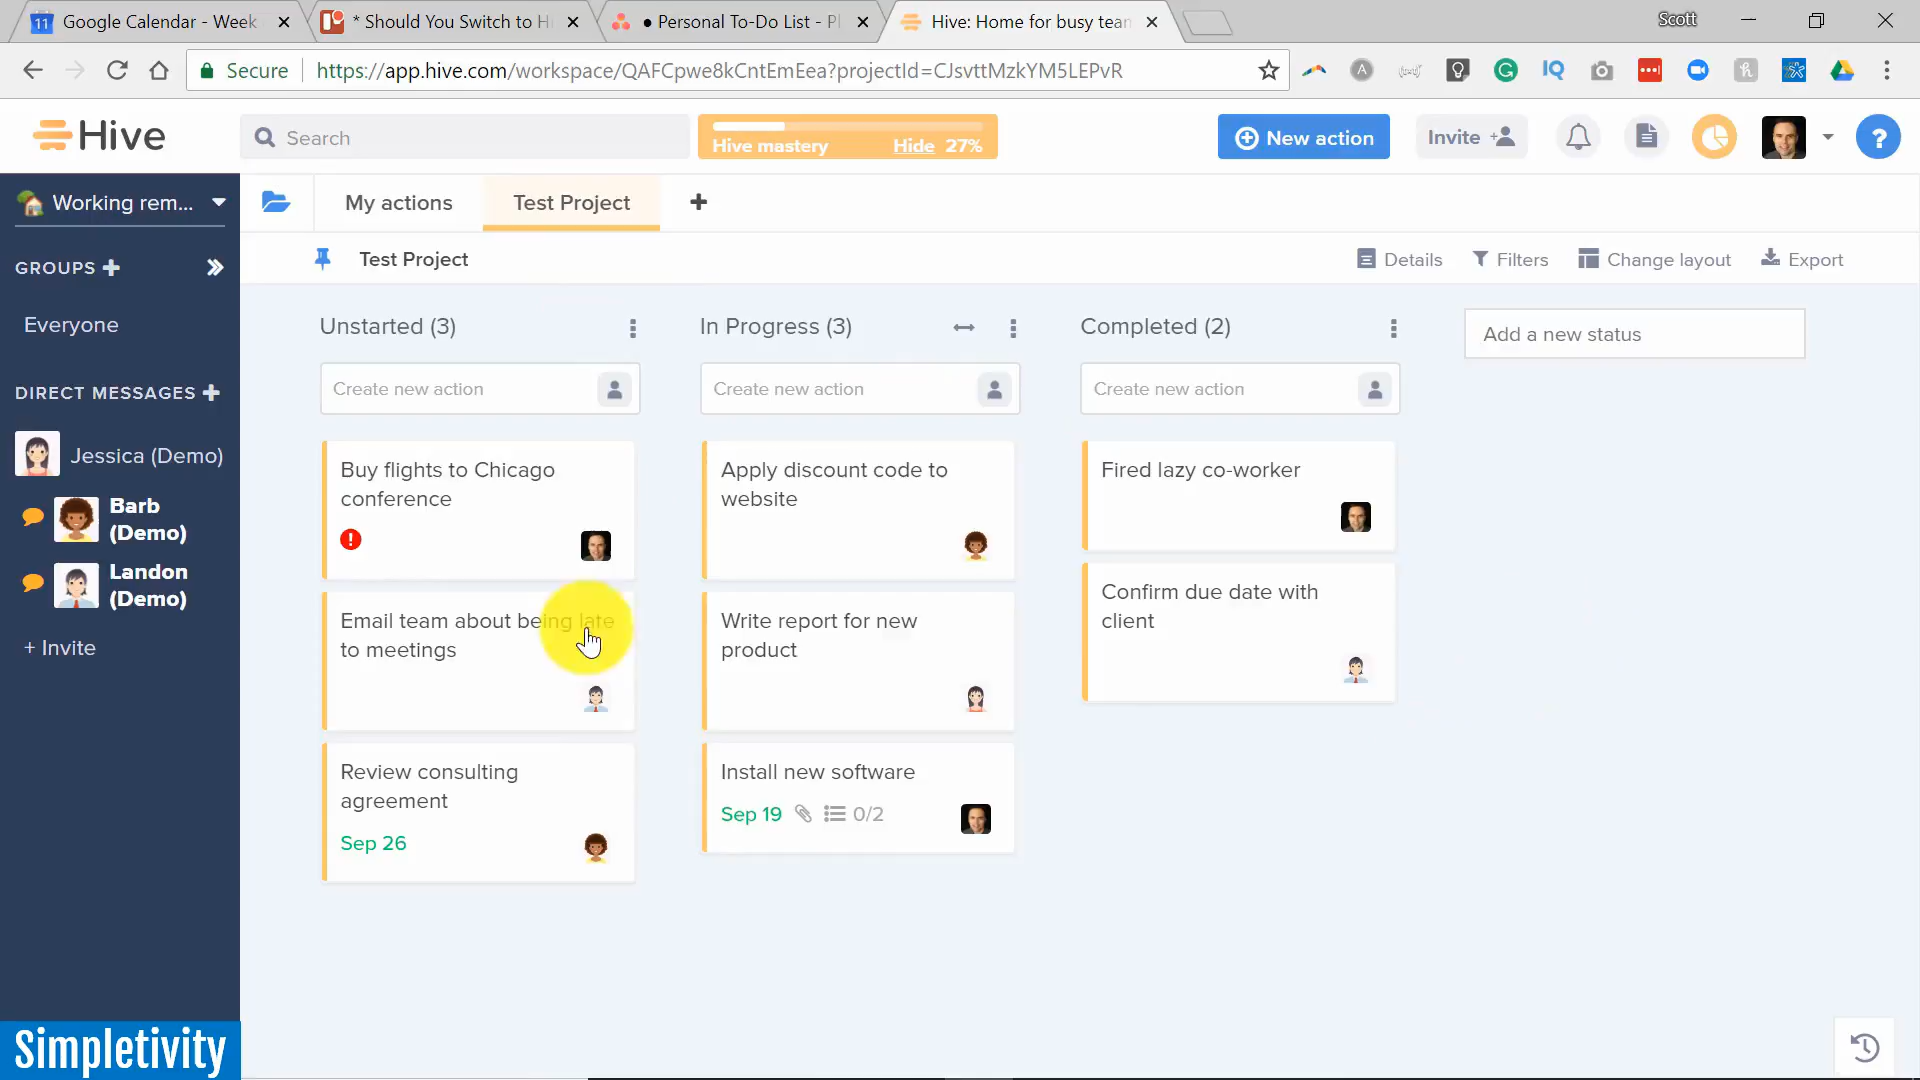 Google Calendar - Week
* Should You Switch to Hi
● Personal To-Do List - Pl
Hive: Home for busy team
Scott
Secure
https://app.hive.com/workspace/QAFCpwe8kCntEmEea?projectId=CJsvttMzkYM5LEPvR
Hive
Search
Hive mastery
Hide 27%
New action
Invite
?
Working rem...
My actions
Test Project
+
GROUPS +
Test Project
Details
Filters
Change layout
Export
Everyone
DIRECT MESSAGES +
Jessica (Demo)
Barb
(Demo)
Landon
(Demo)
+ Invite
Unstarted (3)
Create new action
Buy flights to Chicago
conference
!
Email team about being late
to meetings
Review consulting
agreement
Sep 26
In Progress (3)
Create new action
Apply discount code to
website
Write report for new
product
Install new software
Sep 19
0/2
Completed (2)
Create new action
Fired lazy co-worker
Confirm due date with
client
Add a new status
Simpletivity